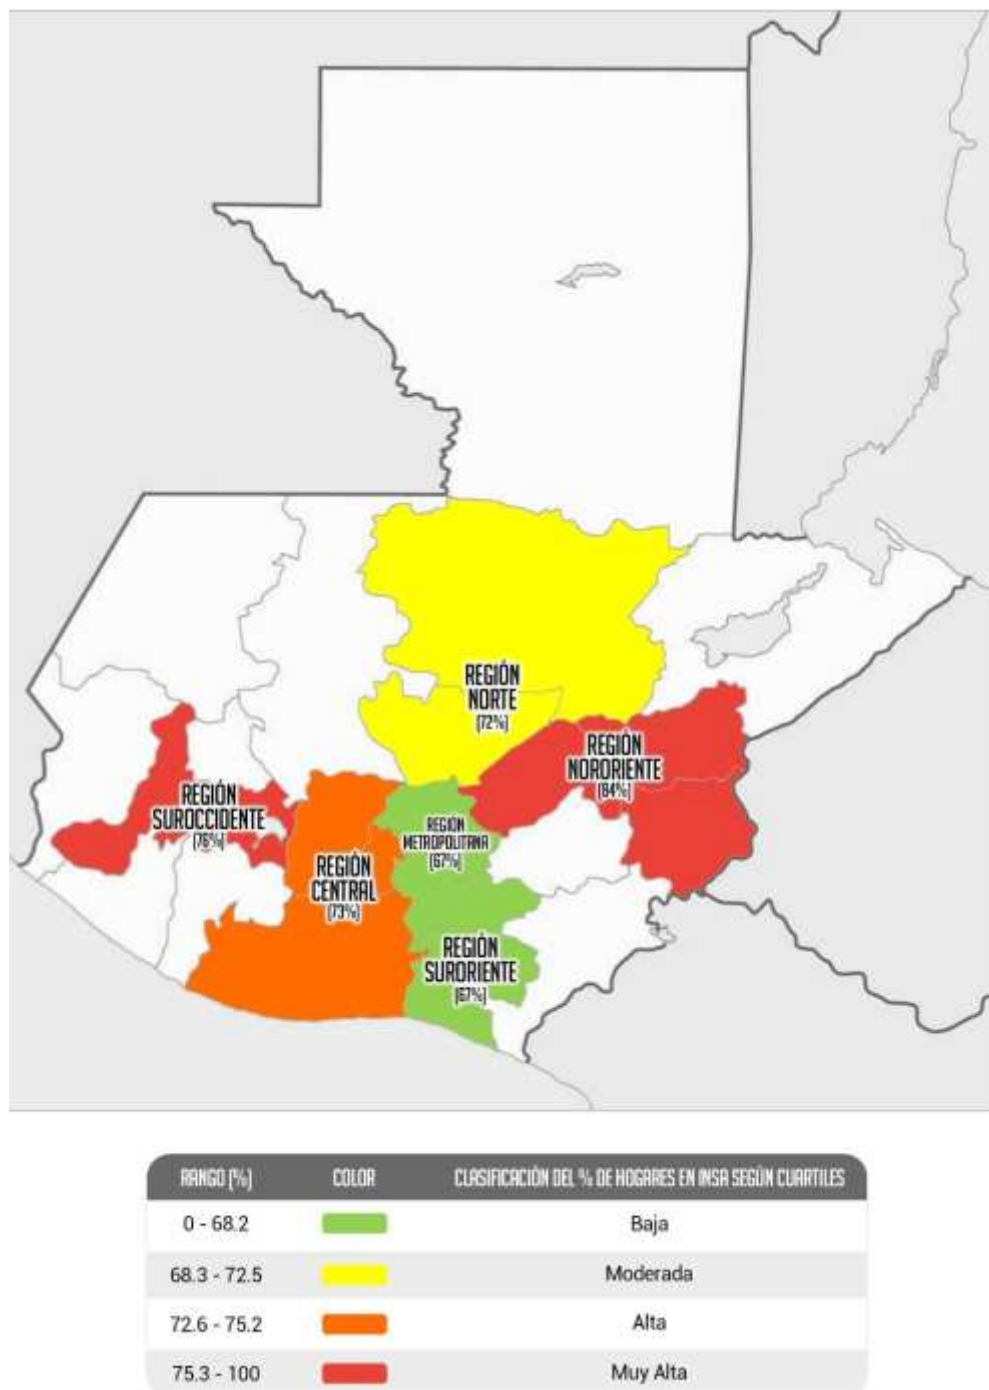 REGIÓN
NORTE
(72%)
REGIÓN
NORORIENTE
(84%)
REGIÓN
SUROCCIDENTE
(76%)
REGIÓN
METROPOLITANA
(67%)
REGIÓN
CENTRAL
(73%)
REGIÓN
SURORIENTE
(67%)
RANGO (%) COLOR CLASIFICACIÓN DEL % DE HOGARES EN INSA SEGÚN CUARTILES
0 - 68.2 Baja
68.3 - 72.5 Moderada
72.6 - 75.2 Alta
75.3 - 100 Muy Alta